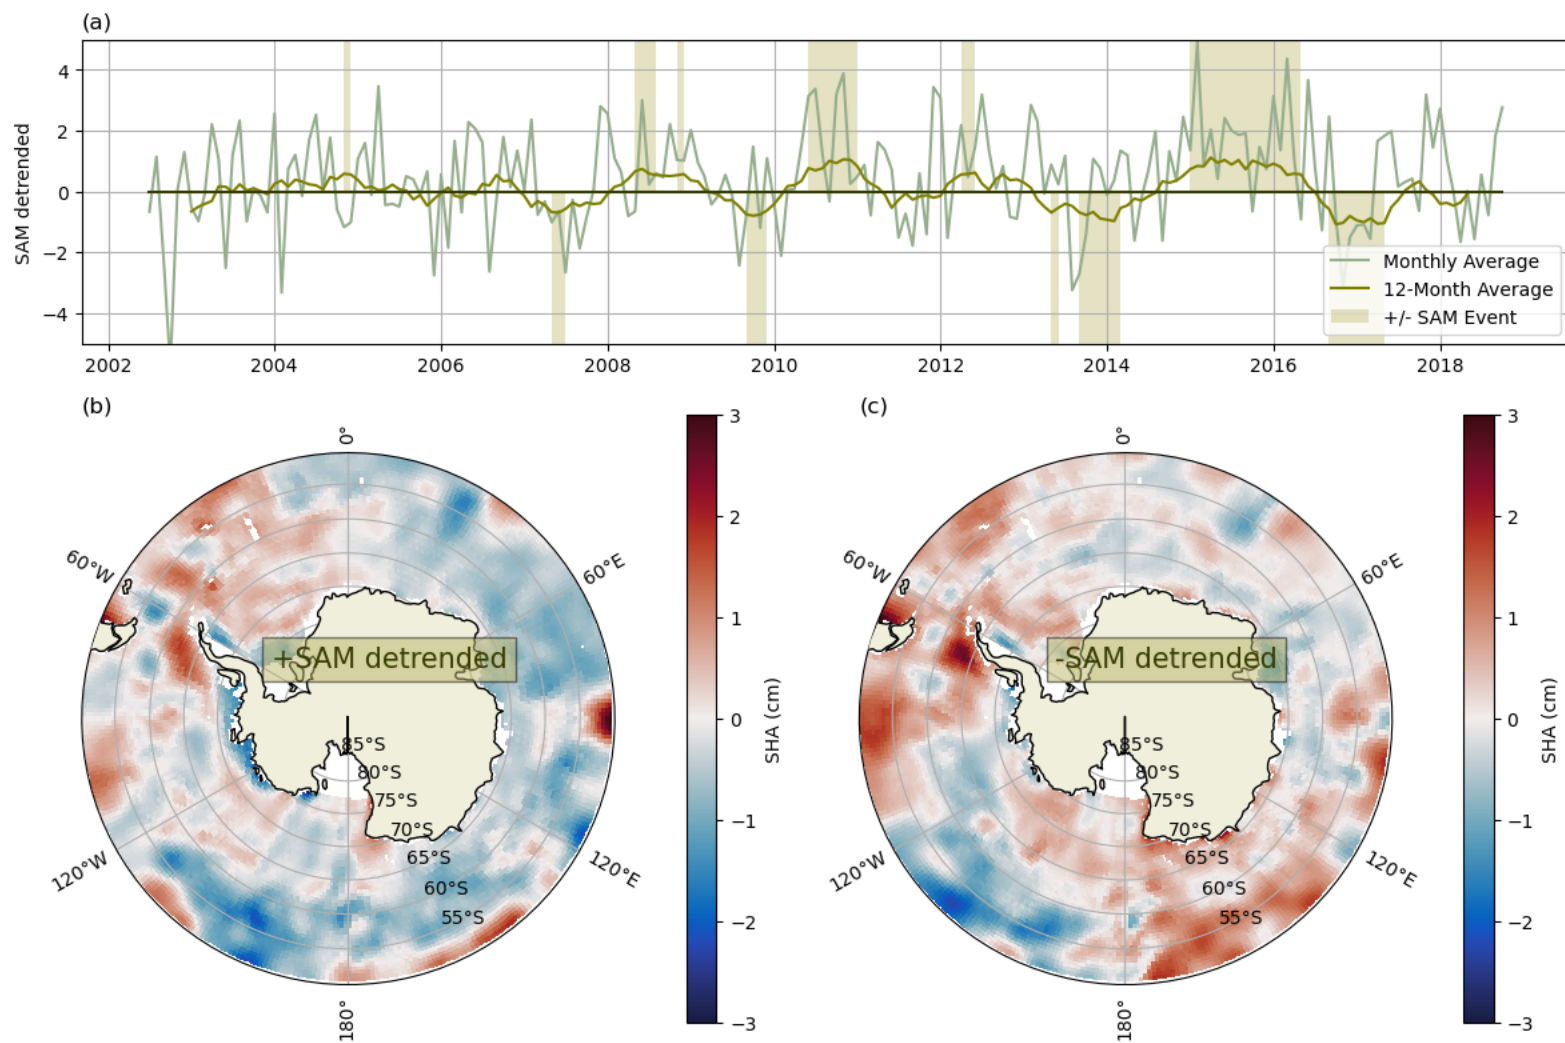 (a)
SAM detrended
4
2
0
−2
−4
Monthly Average
12-Month Average
+/- SAM Event
2002 2004 2006 2008 2010 2012 2014 2016 2018
(b)
0°
60°W
60°E
120°W
120°E
180°
+SAM detrended
85°S
80°S
75°S
70°S
65°S
60°S
55°S
3
2
1
0
−1
−2
−3
SHA (cm)
(c)
0°
60°W
60°E
120°W
120°E
180°
-SAM detrended
85°S
80°S
75°S
70°S
65°S
60°S
55°S
3
2
1
0
−1
−2
−3
SHA (cm)